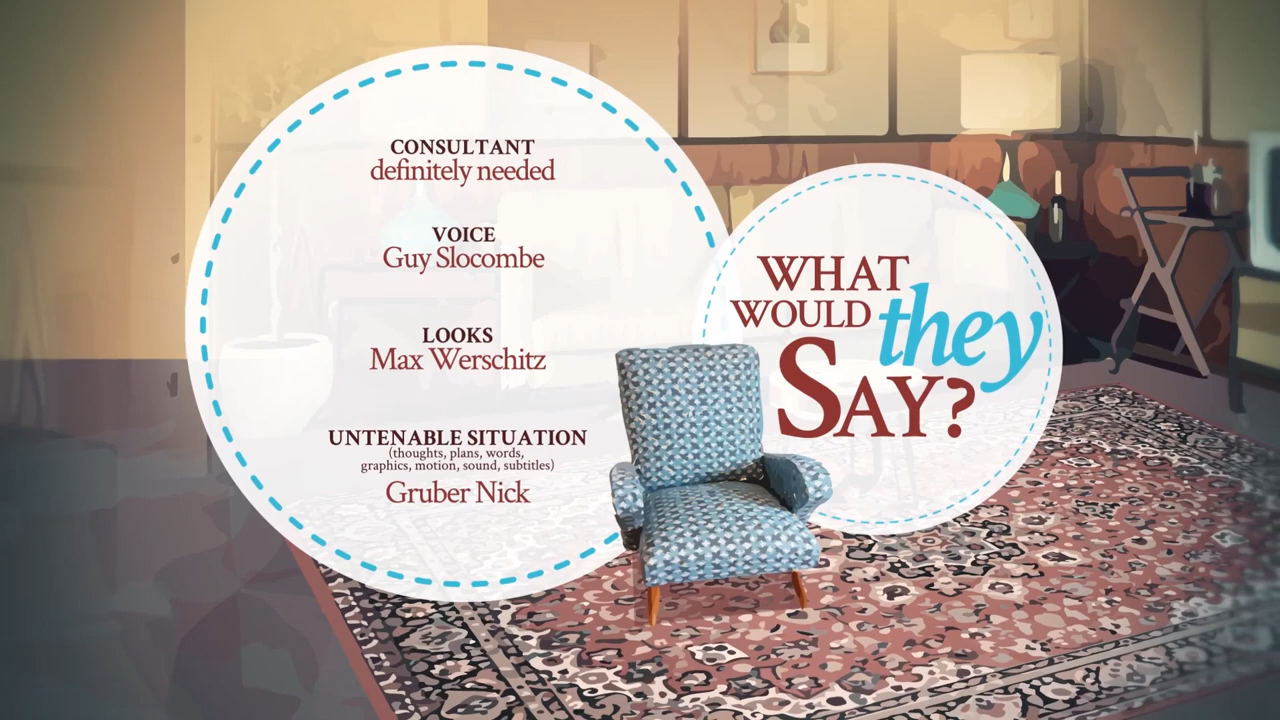 CONSULTANT
definitely needed
VOICE
Guy Slocombe
LOOKS
Max Werschitz
UNTENABLE SITUATION
(thoughts, plans, words,
graphics, motion, sound, subtitles)
Gruber Nick
WHAT
WOULD they
SAY?